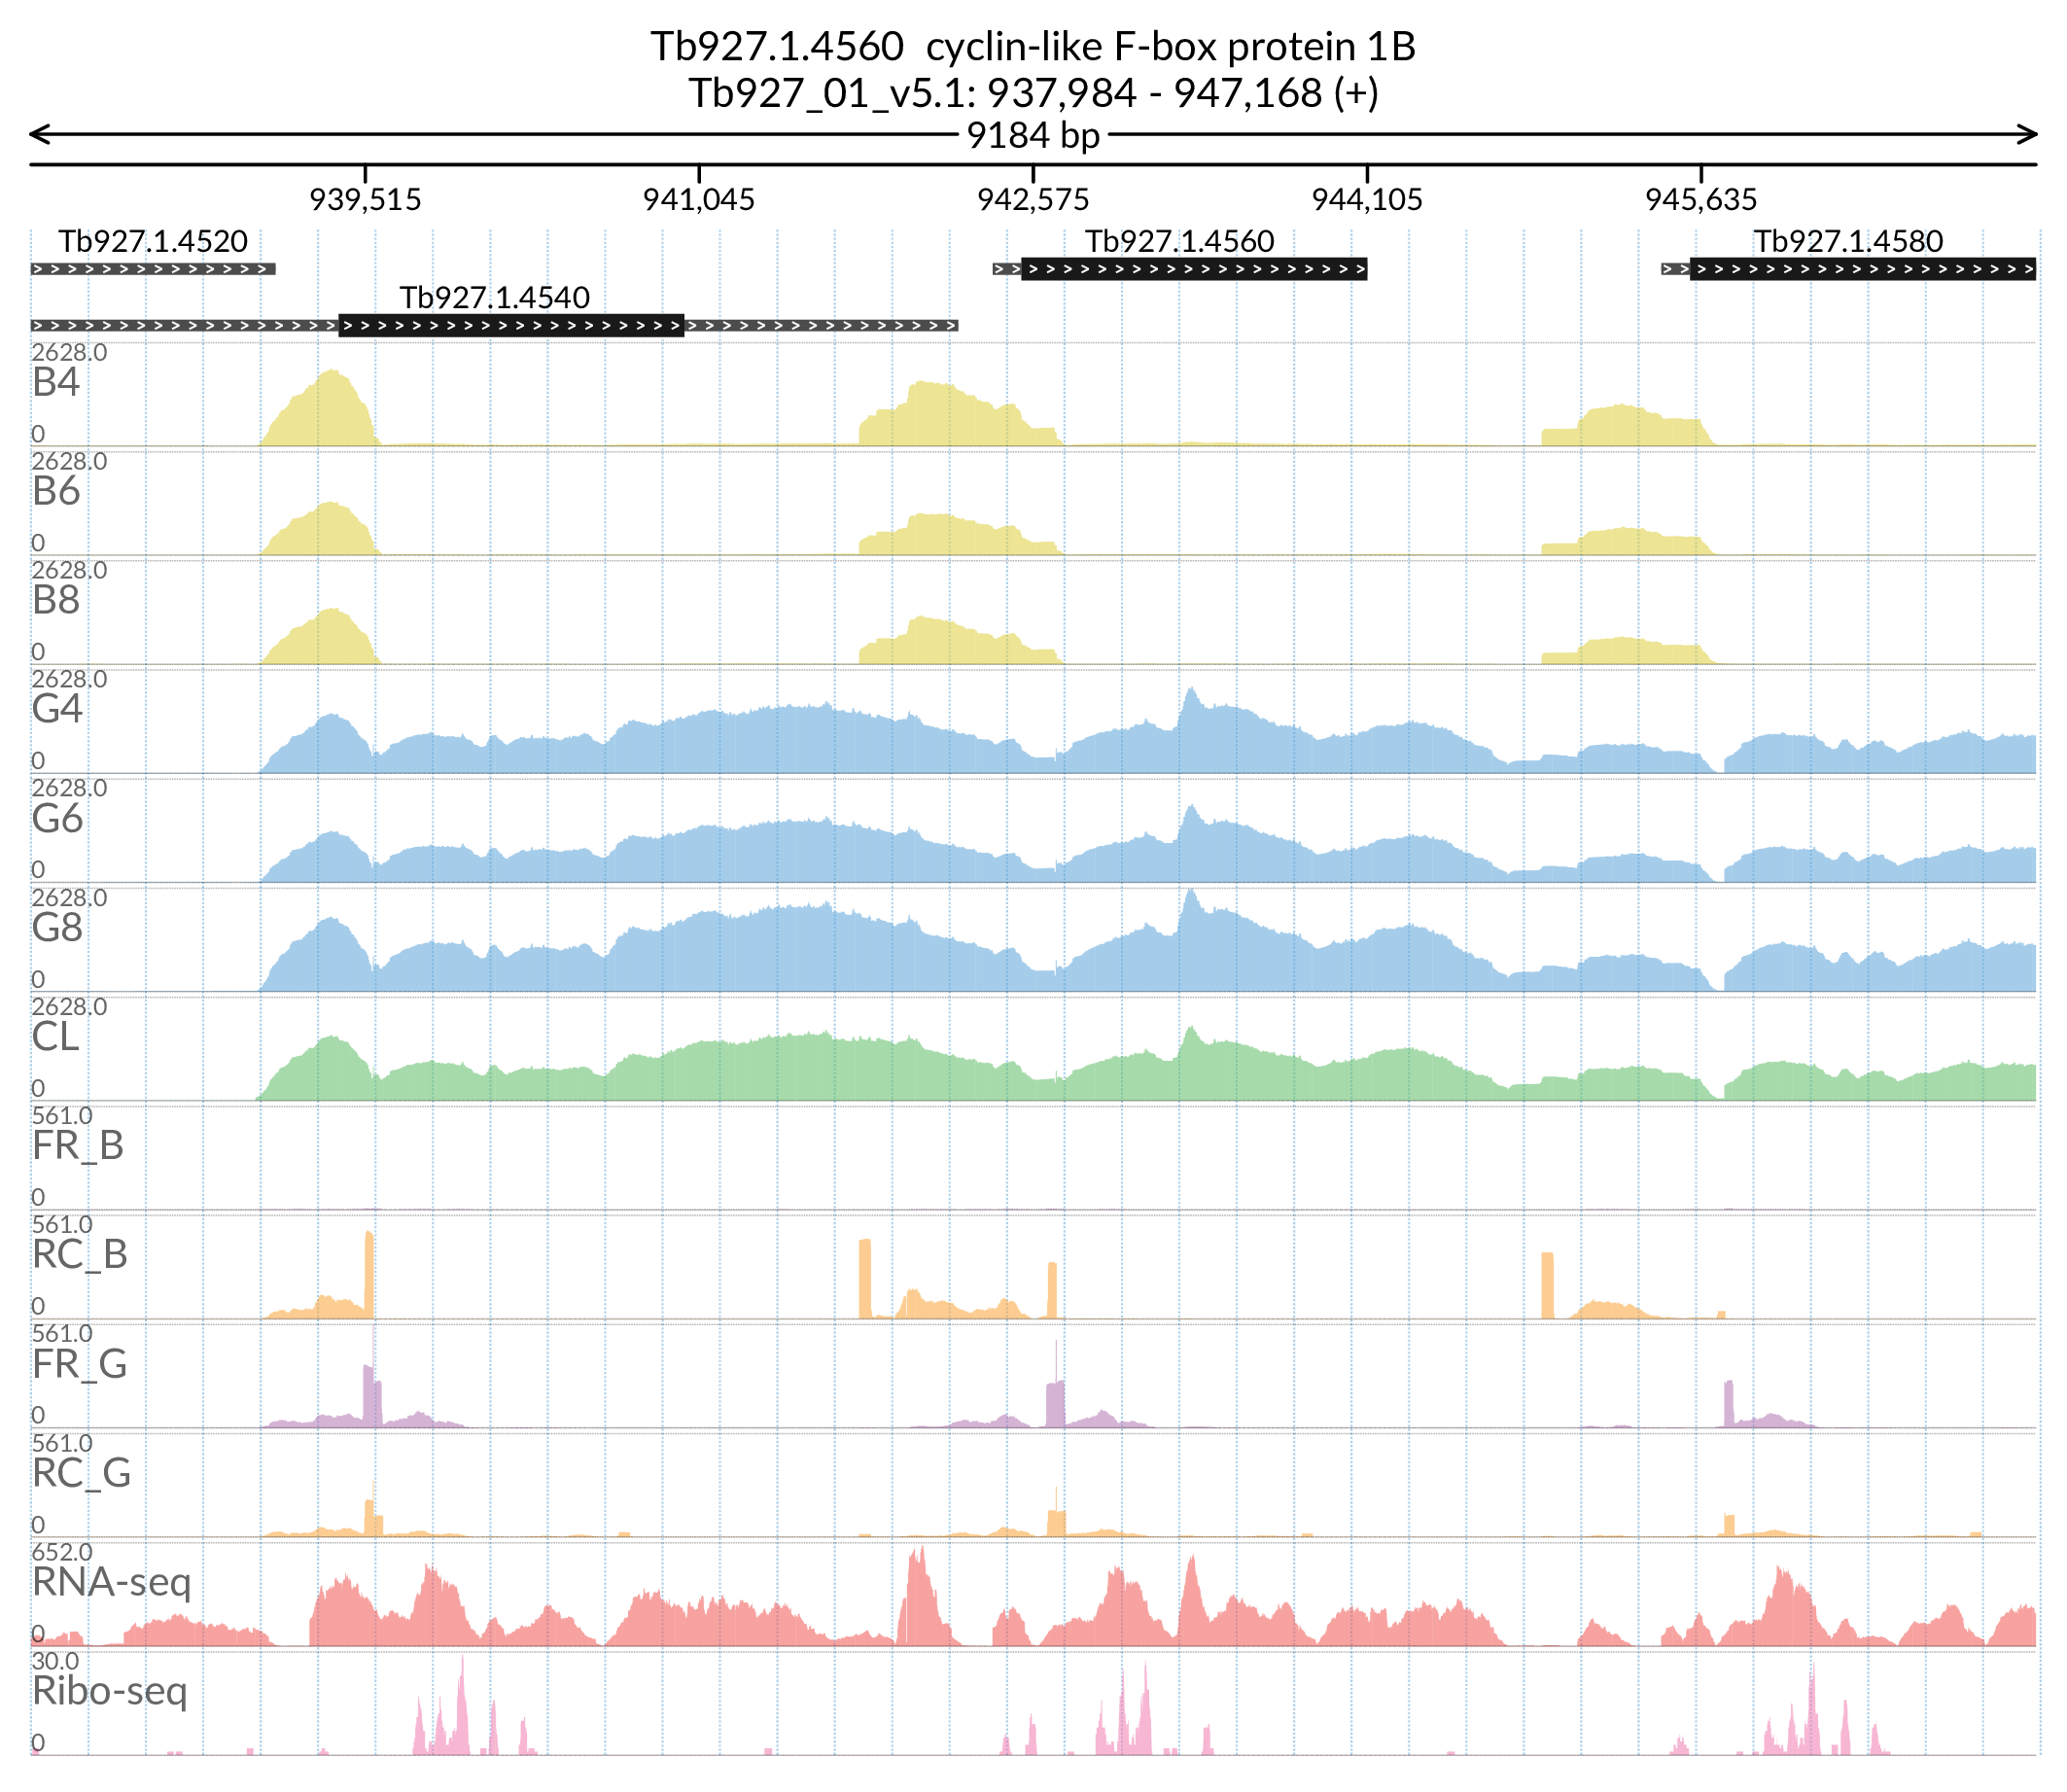 Tb927.1.4560 cyclin-like F-box protein 1B
Tb927_01_v5.1: 937,984 - 947,168 (+)
9184 bp
939,515 941,045 942,575 944,105 945,635
Tb927.1.4520 Tb927.1.4560 Tb927.1.4580
Tb927.1.4540
2628.0
B4
0
2628.0
B6
0
2628.0
B8
0
2628.0
G4
0
2628.0
G6
0
2628.0
G8
0
2628.0
CL
0
561.0
FR_B
0
561.0
RC_B
0
561.0
FR_G
0
561.0
RC_G
0
652.0
RNA-seq
0
30.0
Ribo-seq
0